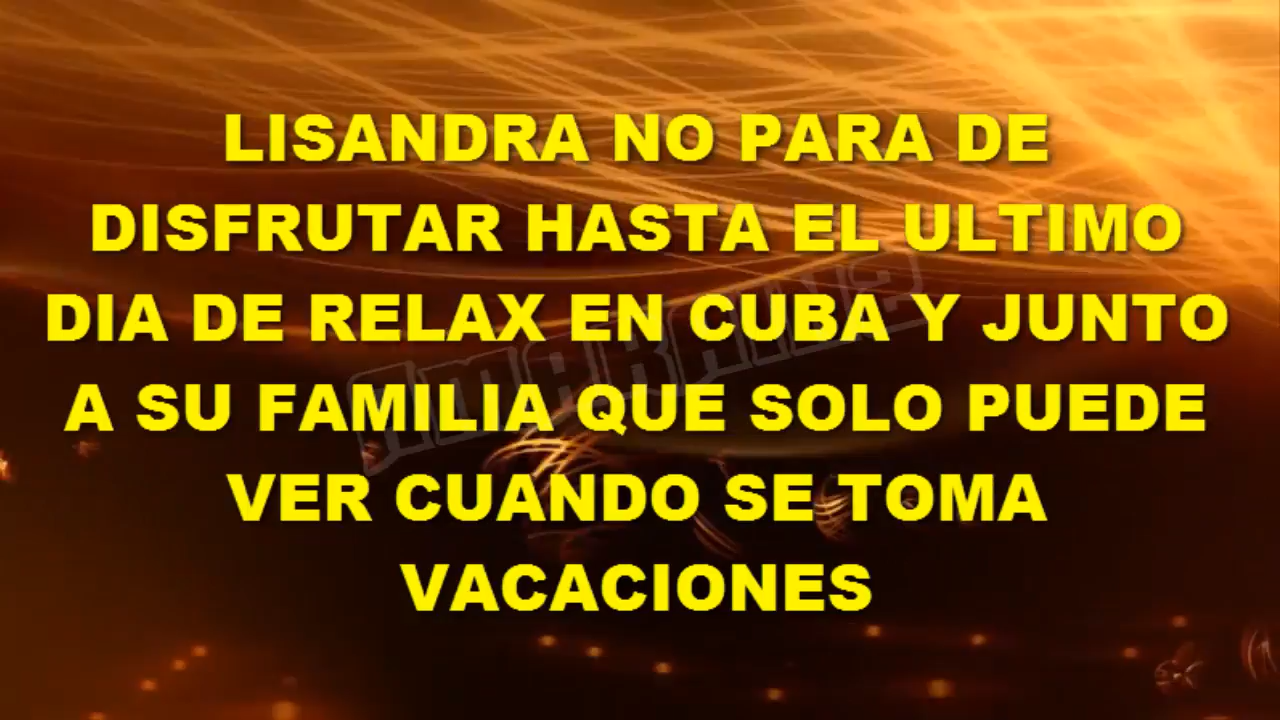 LISANDRA NO PARA DE
DISFRUTAR HASTA EL ULTIMO
DIA DE RELAX EN CUBA Y JUNTO
A SU FAMILIA QUE SOLO PUEDE
VER CUANDO SE TOMA
VACACIONES